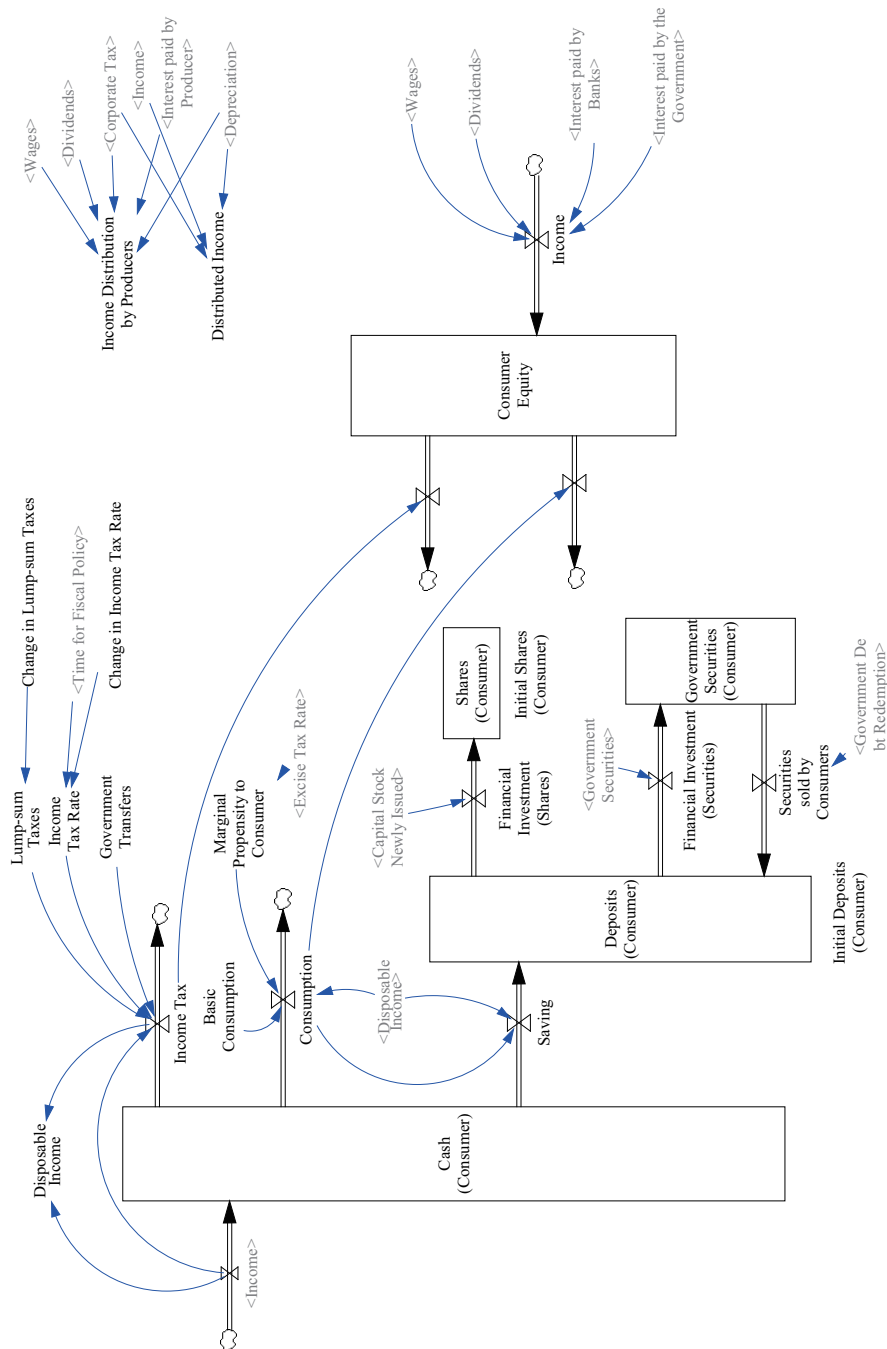 Lump-sum
Taxes
Change in Lump-sum Taxes
Income
Tax Rate
<Time for Fiscal Policy>
Change in Income Tax Rate
Government
Transfers
Disposable
Income
Income Tax
<Income>
Cash
(Consumer)
Basic
Consumption
Marginal
Propensity to
Consumer
<Excise Tax Rate>
Consumption
<Disposable
Income>
Saving
Deposits
(Consumer)
Initial Deposits
(Consumer)
<Capital Stock
Newly Issued>
Financial
Investment
(Shares)
Shares
(Consumer)
Initial Shares
(Consumer)
<Government
Securities>
Financial Investment
(Securities)
Government
Securities
(Consumer)
Securities
sold by
Consumers
<Government De
bt Redemption>
Consumer
Equity
Income
<Wages>
<Dividends>
<Interest paid by
Banks>
<Interest paid by the
Government>
Income Distribution
by Producers
Distributed Income
<Wages>
<Dividends>
<Corporate Tax>
<Income>
<Interest paid by
Producer>
<Depreciation>